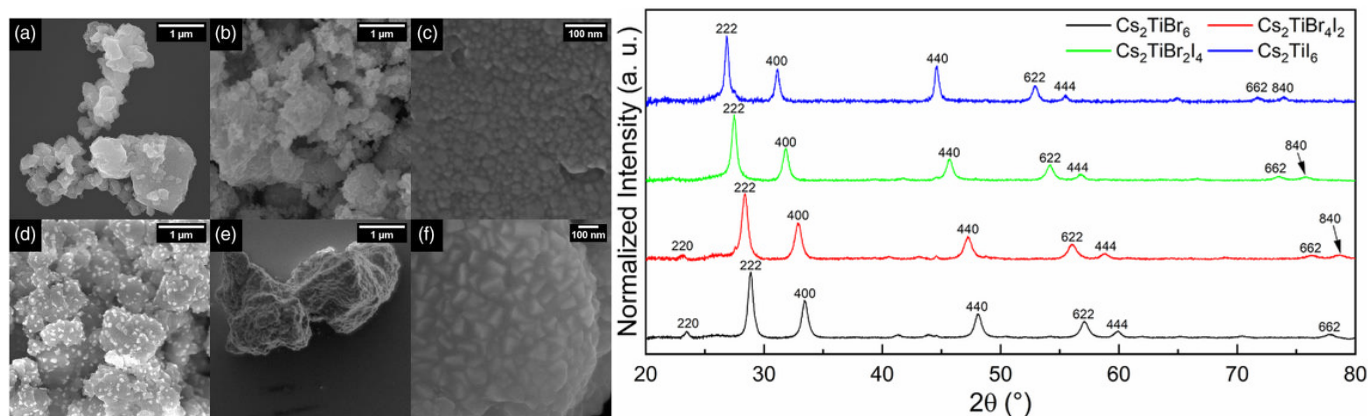 (a)
1 µm
(b)
1 µm
(c)
100 nm
(d)
1 µm
(e)
1 µm
(f)
100 nm
Normalized Intensity (a. u.)
Cs₂TiBr₆
Cs₂TiBr₄I₂
Cs₂TiBr₂I₄
Cs₂TiI₆
222
400
440
622
444
662
840
222
400
440
622
444
662
840
220
222
400
440
622
444
662
840
220
222
400
440
622
444
662
20
30
40
50
60
70
80
2θ (°)